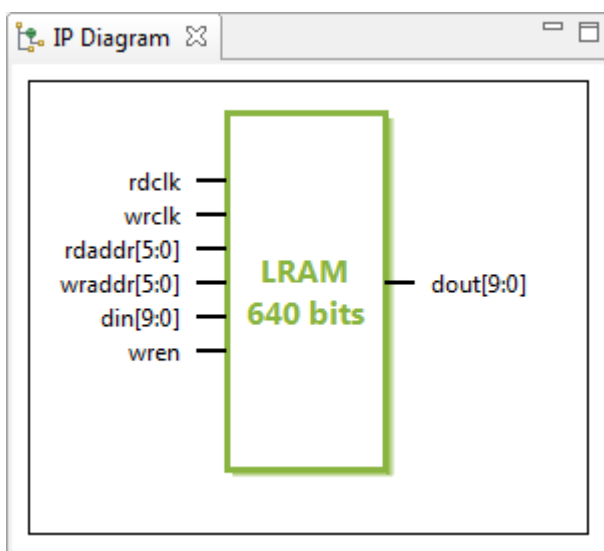 IP Diagram
rdclk
wrclk
rdaddr[5:0]
wraddr[5:0]
din[9:0]
wren
LRAM
640 bits
dout[9:0]